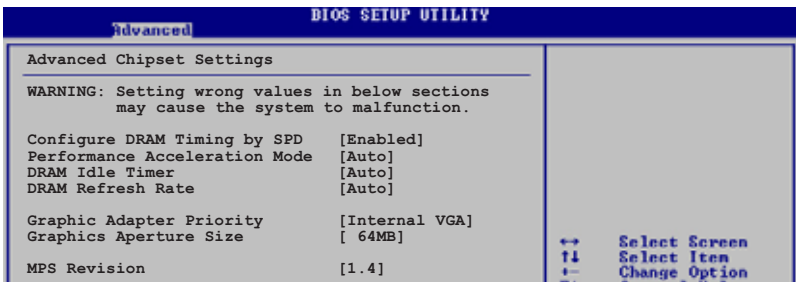 BIOS SETUP UTILITY
Advanced
Advanced Chipset Settings
WARNING: Setting wrong values in below sections
may cause the system to malfunction.
Configure DRAM Timing by SPD [Enabled]
Performance Acceleration Mode [Auto]
DRAM Idle Timer [Auto]
DRAM Refresh Rate [Auto]
Graphic Adapter Priority [Internal VGA]
Graphics Aperture Size [ 64MB]
MPS Revision [1.4]
↔ Select Screen
↑↓ Select Item
+- Change Option